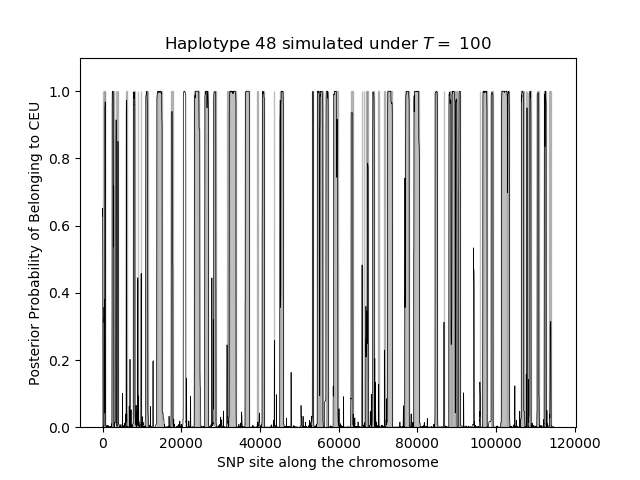 Haplotype 48 simulated under T = 100
Posterior Probability of Belonging to CEU
1.0
0.8
0.6
0.4
0.2
0.0
0 20000 40000 60000 80000 100000 120000
SNP site along the chromosome